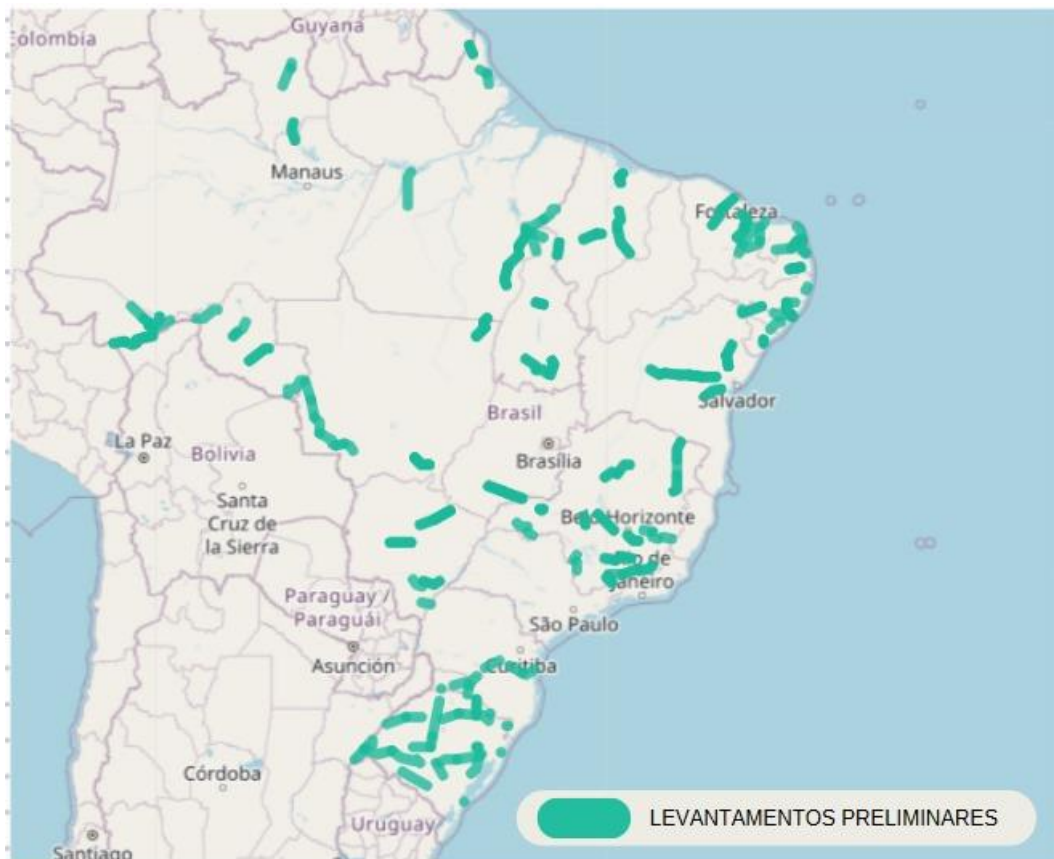 Guyana
Colombia
Manaus
Fortaleza
Brasil
Salvador
La Paz
Bolivia
Brasília
Santa
Cruz de
la Sierra
Belo Horizonte
Rio de
Janeiro
Paraguay /
Paraguái
São Paulo
Asunción
Curitiba
Córdoba
Uruguay
Santiago
LEVANTAMENTOS PRELIMINARES